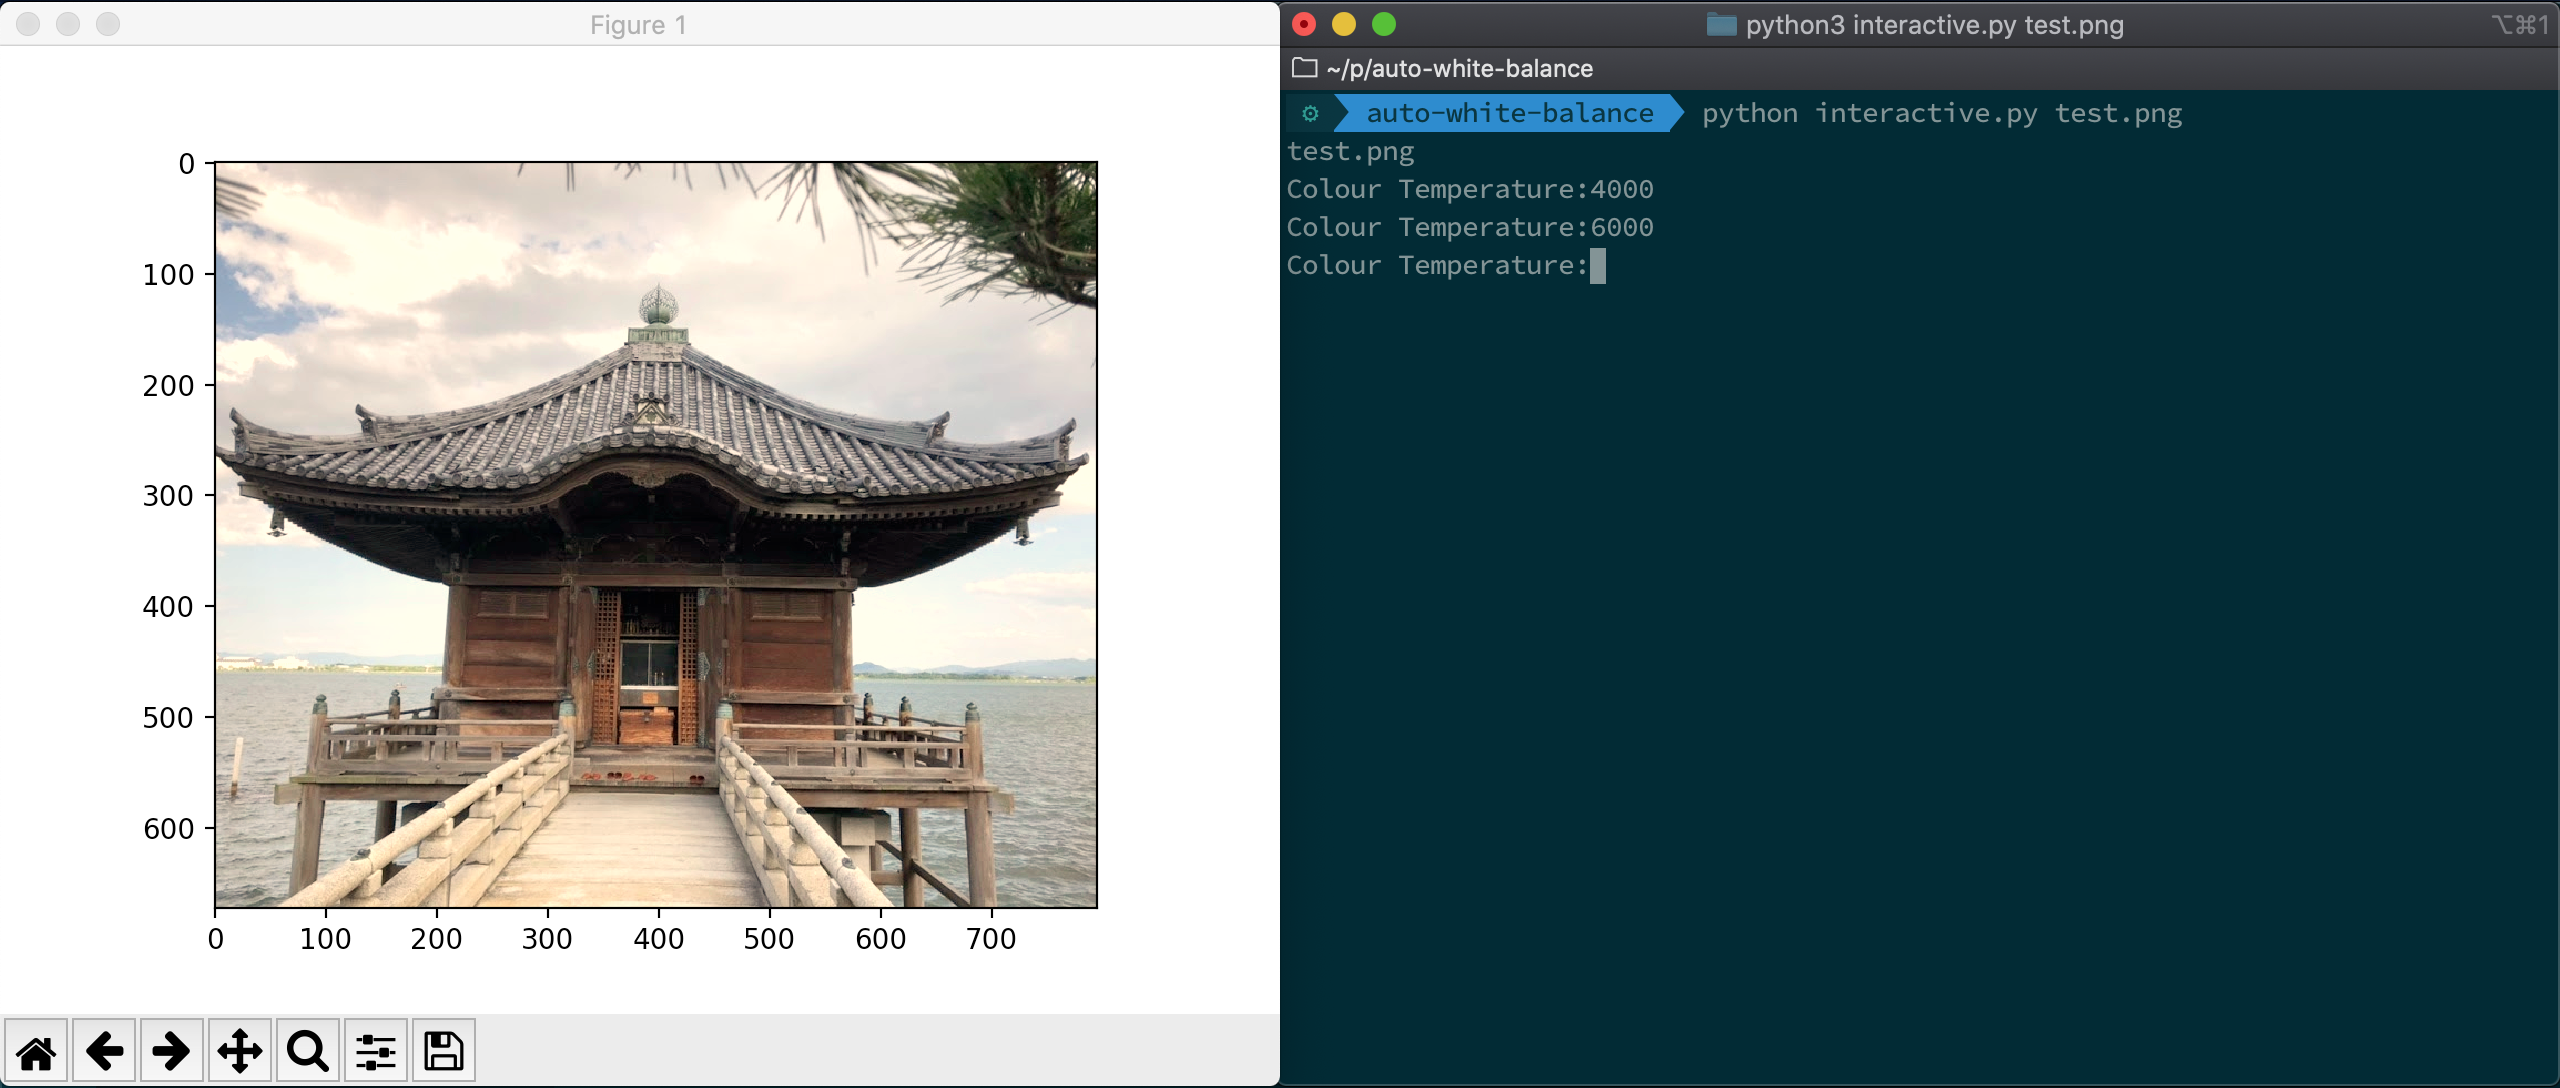 Figure 1
0
100
200
300
400
500
600
0 100 200 300 400 500 600 700
python3 interactive.py test.png ⌥⌘1
~/p/auto-white-balance
auto-white-balance python interactive.py test.png
test.png
Colour Temperature:4000
Colour Temperature:6000
Colour Temperature: